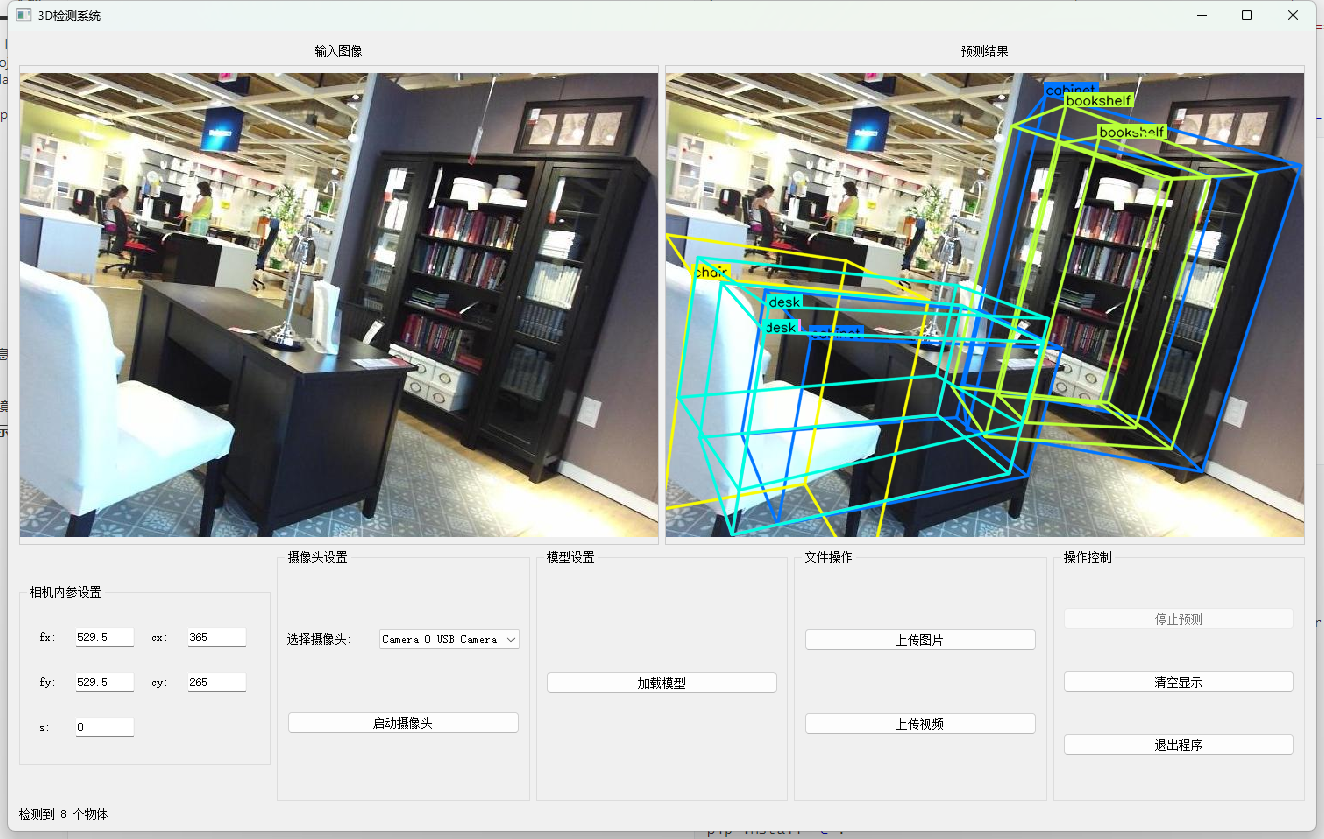 3D检测系统
输入图像
预测结果
cabinet
bookshelf
bookshelf
chair
desk
desk
cabinet
相机内参设置
fx: 529.5 cx: 365
fy: 529.5 cy: 265
s: 0
摄像头设置
选择摄像头: Camera 0 USB Camera
启动摄像头
模型设置
加载模型
文件操作
上传图片
上传视频
操作控制
停止预测
清空显示
退出程序
检测到 8 个物体